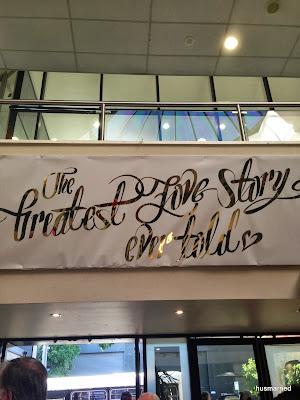 The
Greatest Love Story
ever told
husmarried